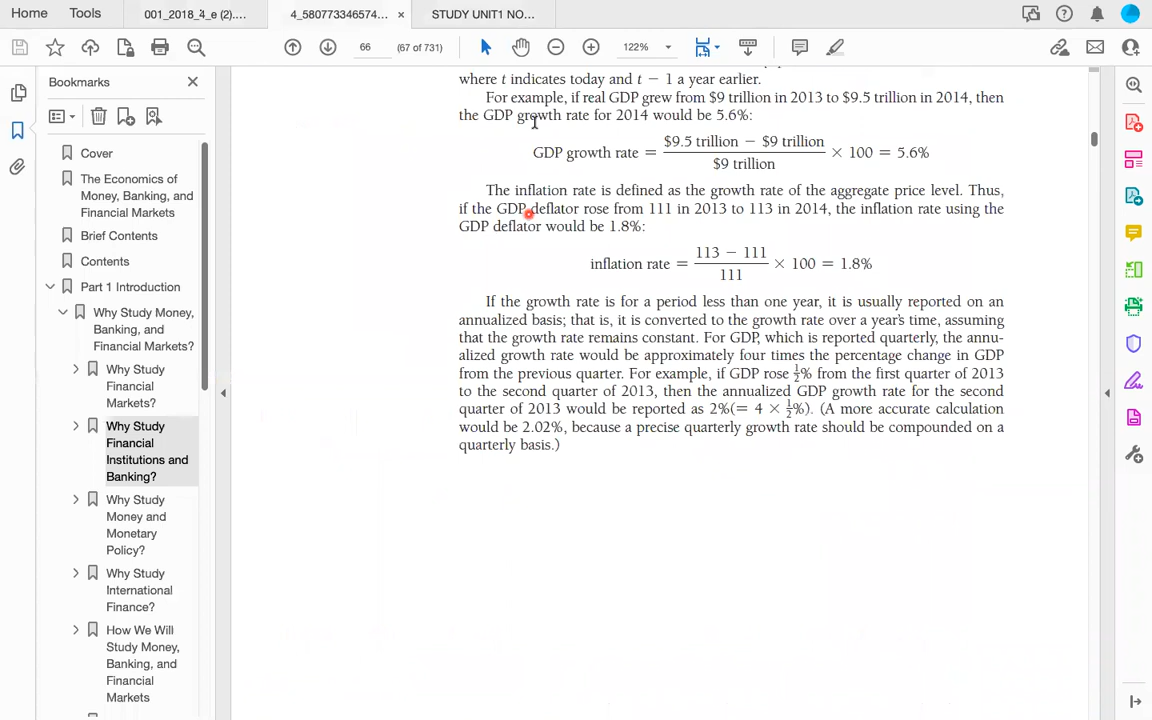 Home
Tools
001_2018_4_e (2)....
4_580773346574... ×
STUDY UNIT1 NO...
66
(67 of 731)
122%
Bookmarks
Cover
The Economics of
Money, Banking, and
Financial Markets
Brief Contents
Contents
Part 1 Introduction
Why Study Money,
Banking, and
Financial Markets?
Why Study
Financial
Markets?
Why Study
Financial
Institutions and
Banking?
Why Study
Money and
Monetary
Policy?
Why Study
International
Finance?
How We Will
Study Money,
Banking, and
Financial
Markets
where t indicates today and t − 1 a year earlier.
For example, if real GDP grew from $9 trillion in 2013 to $9.5 trillion in 2014, then
the GDP growth rate for 2014 would be 5.6%:
GDP growth rate = ($9.5 trillion − $9 trillion) / $9 trillion × 100 = 5.6%
The inflation rate is defined as the growth rate of the aggregate price level. Thus,
if the GDP deflator rose from 111 in 2013 to 113 in 2014, the inflation rate using the
GDP deflator would be 1.8%:
inflation rate = (113 − 111) / 111 × 100 = 1.8%
If the growth rate is for a period less than one year, it is usually reported on an
annualized basis; that is, it is converted to the growth rate over a year's time, assuming
that the growth rate remains constant. For GDP, which is reported quarterly, the annu-
alized growth rate would be approximately four times the percentage change in GDP
from the previous quarter. For example, if GDP rose ½% from the first quarter of 2013
to the second quarter of 2013, then the annualized GDP growth rate for the second
quarter of 2013 would be reported as 2%(= 4 × ½%). (A more accurate calculation
would be 2.02%, because a precise quarterly growth rate should be compounded on a
quarterly basis.)